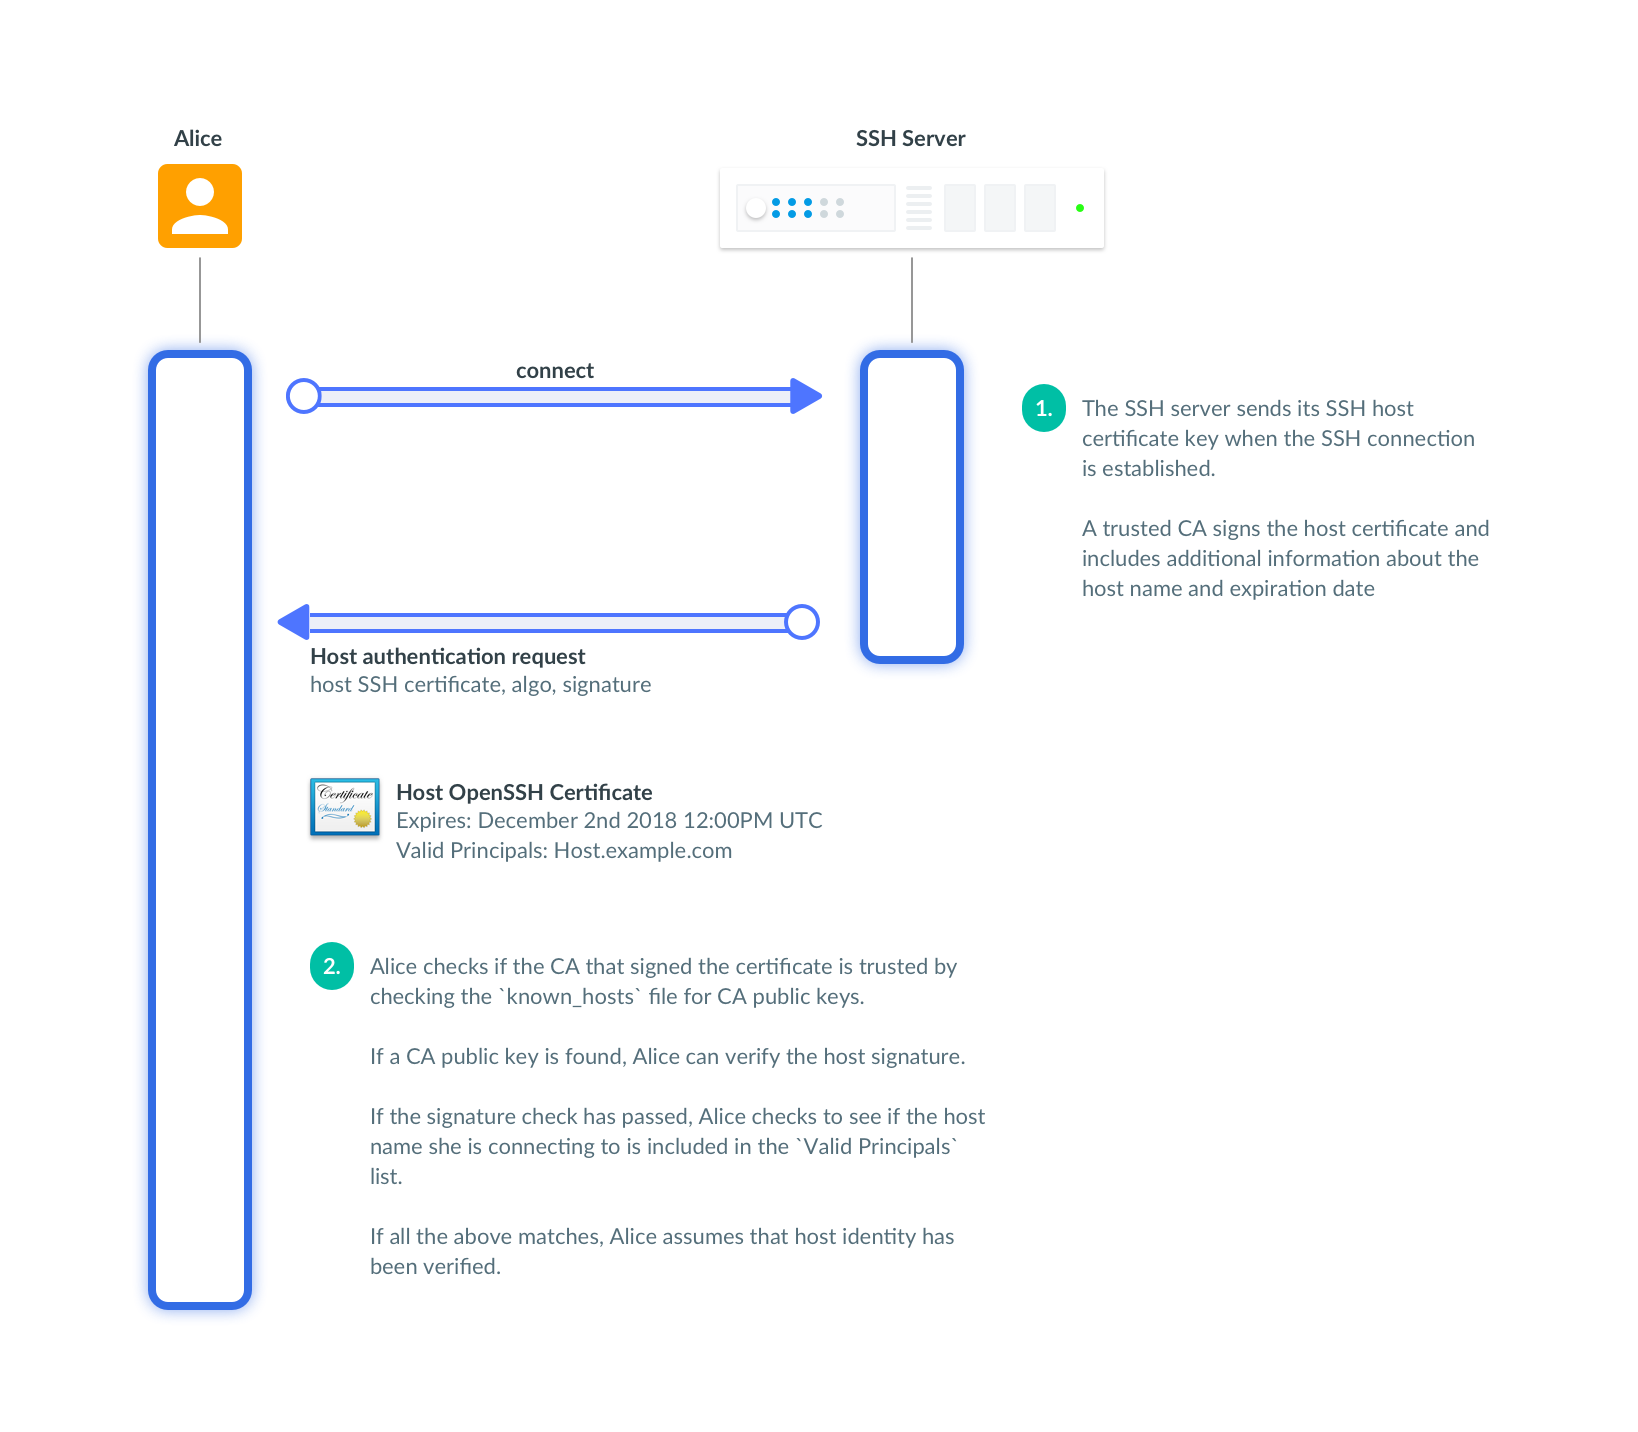 Alice
SSH Server
connect
1.
The SSH server sends its SSH host
certificate key when the SSH connection
is established.
A trusted CA signs the host certificate and
includes additional information about the
host name and expiration date
Host authentication request
host SSH certificate, algo, signature
Certificate
Standard
Host OpenSSH Certificate
Expires: December 2nd 2018 12:00PM UTC
Valid Principals: Host.example.com
2.
Alice checks if the CA that signed the certificate is trusted by
checking the `known_hosts` file for CA public keys.
If a CA public key is found, Alice can verify the host signature.
If the signature check has passed, Alice checks to see if the host
name she is connecting to is included in the `Valid Principals`
list.
If all the above matches, Alice assumes that host identity has
been verified.